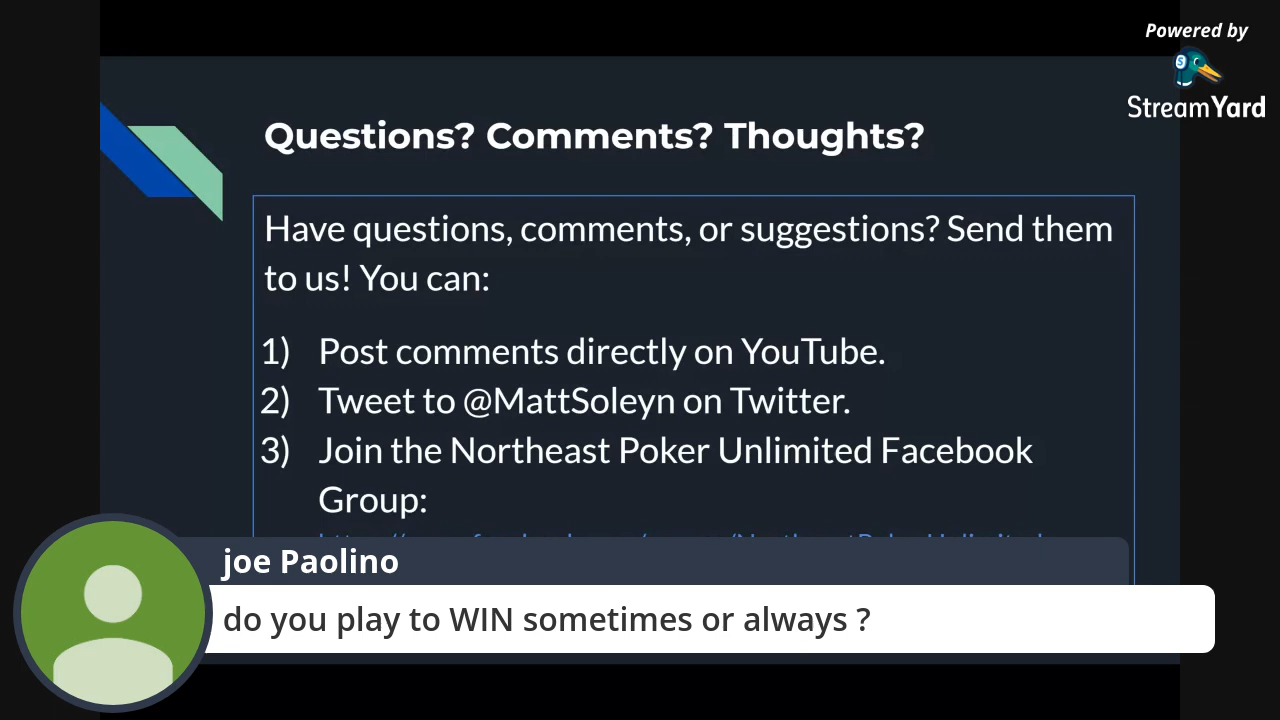 Powered by
StreamYard
Questions? Comments? Thoughts?
Have questions, comments, or suggestions? Send them
to us! You can:
1) Post comments directly on YouTube.
2) Tweet to @MattSoleyn on Twitter.
3) Join the Northeast Poker Unlimited Facebook
Group:
joe Paolino
do you play to WIN sometimes or always ?